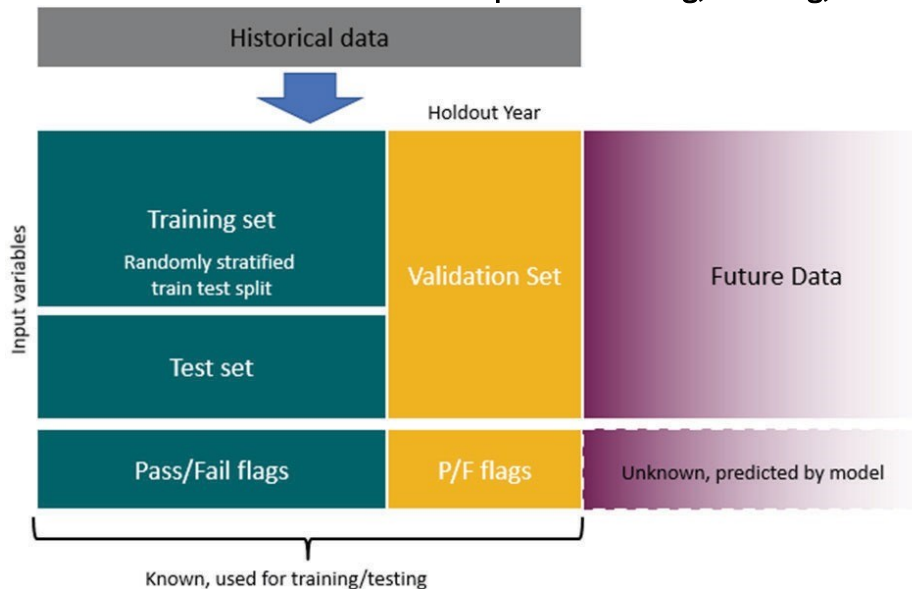 Historical data
Holdout Year
Input variables
Training set
Randomly stratified
train test split
Validation Set
Future Data
Test set
Pass/Fail flags
P/F flags
Unknown, predicted by model
Known, used for training/testing